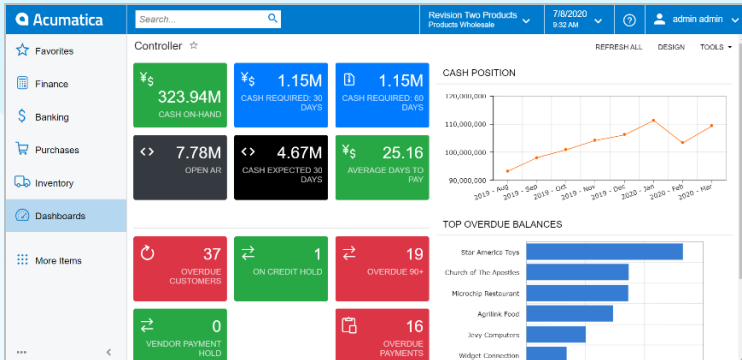 Acumatica
Search...
Revision Two Products
Products Wholesale
7/8/2020
9:32 AM
admin admin
Favorites
Finance
Banking
Purchases
Inventory
Dashboards
More Items
Controller
REFRESH ALL DESIGN TOOLS
¥$ 323.94M
CASH ON-HAND
¥$ 1.15M
CASH REQUIRED: 30
DAYS
1.15M
CASH REQUIRED: 60
DAYS
<> 7.78M
OPEN AR
<> 4.67M
CASH EXPECTED 30
DAYS
¥$ 25.16
AVERAGE DAYS TO
PAY
37
OVERDUE
CUSTOMERS
1
ON CREDIT HOLD
19
OVERDUE 90+
0
VENDOR PAYMENT
HOLD
16
OVERDUE
PAYMENTS
CASH POSITION
120,000,000
110,000,000
100,000,000
90,000,000
2019 - Aug
2019 - Sep
2019 - Oct
2019 - Nov
2019 - Dec
2020 - Jan
2020 - Feb
2020 - Mar
TOP OVERDUE BALANCES
Star America Toys
Church of The Apostles
Microchip Restaurant
Agrilink Food
Jevy Computers
Widget Connection